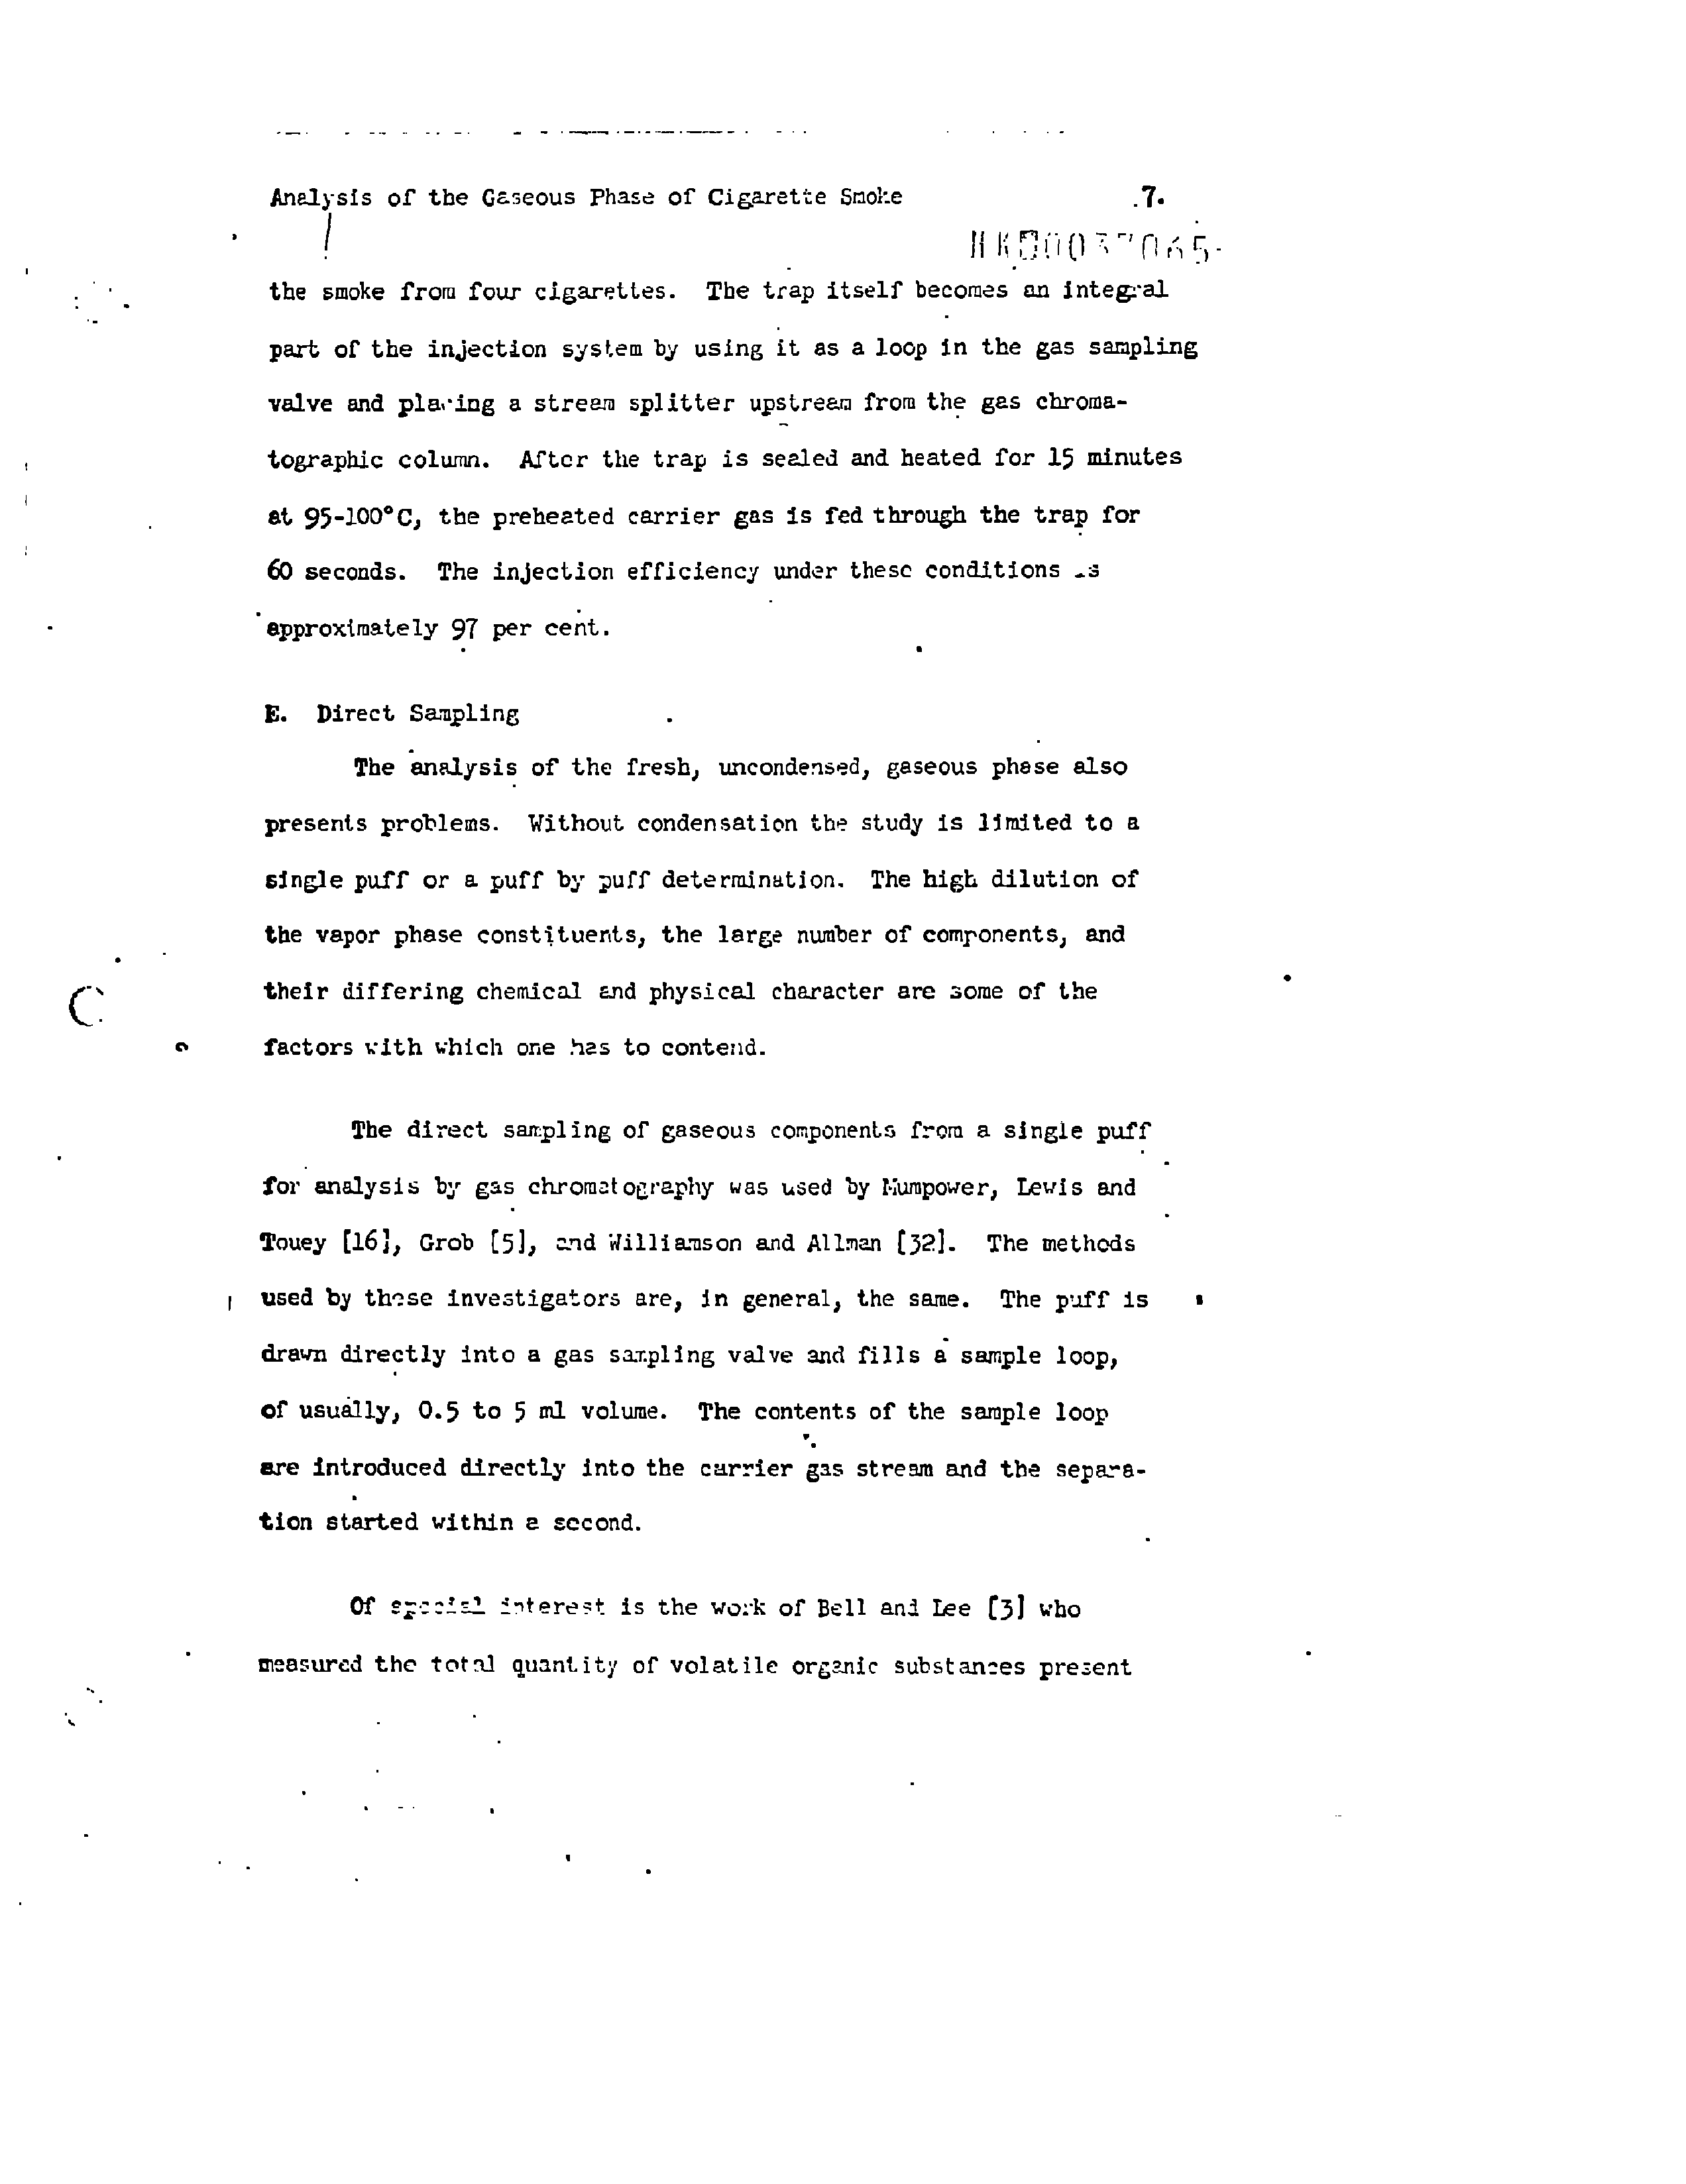 Analysis of the Gaseous Phase of Cigarette Smoke 7.
the smoke from four cigarettes. The trap itself becomes an integral
part of the injection system by using it as a loop in the gas sampling
valve and placing a stream splitter upstream from the gas chroma-
tographic column. After the trap is sealed and heated for 15 minutes
at 95-100°C, the preheated carrier gas is fed through the trap for
60 seconds. The injection efficiency under these conditions is
approximately 97 per cent.
E. Direct Sampling
The analysis of the fresh, uncondensed, gaseous phase also
presents problems. Without condensation the study is limited to a
single puff or a puff by puff determination. The high dilution of
the vapor phase constituents, the large number of components, and
their differing chemical and physical character are some of the
factors with which one has to contend.
The direct sampling of gaseous components from a single puff
for analysis by gas chromatography was used by Mumpower, Lewis and
Touey [16], Grob [5], and Williamson and Allman [32]. The methods
used by these investigators are, in general, the same. The puff is
drawn directly into a gas sampling valve and fills a sample loop,
of usually, 0.5 to 5 ml volume. The contents of the sample loop
are introduced directly into the carrier gas stream and the separa-
tion started within a second.
Of special interest is the work of Bell and Lee [3] who
measured the total quantity of volatile organic substances present